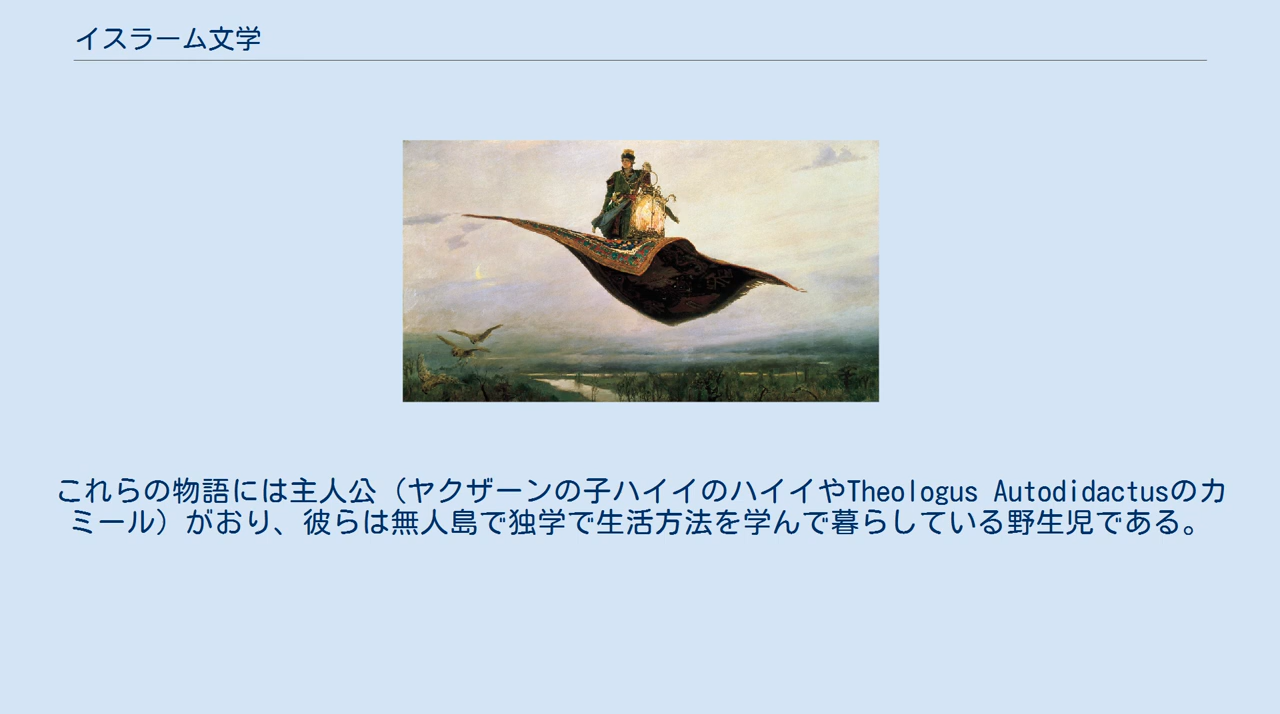 イスラーム文学
これらの物語には主人公（ヤクザーンの子ハイイのハイイやTheologus Autodidactusのカ
ミール）がおり、彼らは無人島で独学で生活方法を学んで暮らしている野生児である。